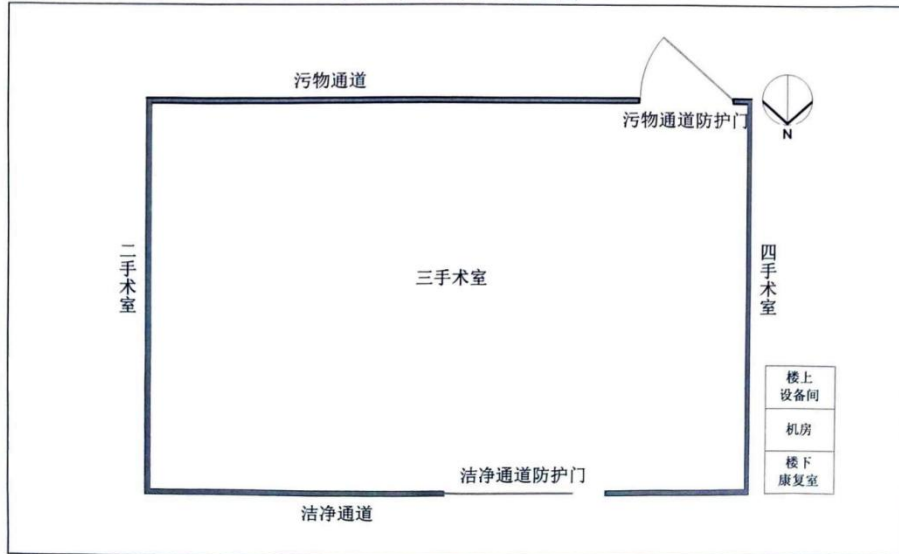 污物通道
污物通道防护门
N
二手术室
三手术室
四手术室
楼上
设备间
机房
楼下
康复室
洁净通道防护门
洁净通道